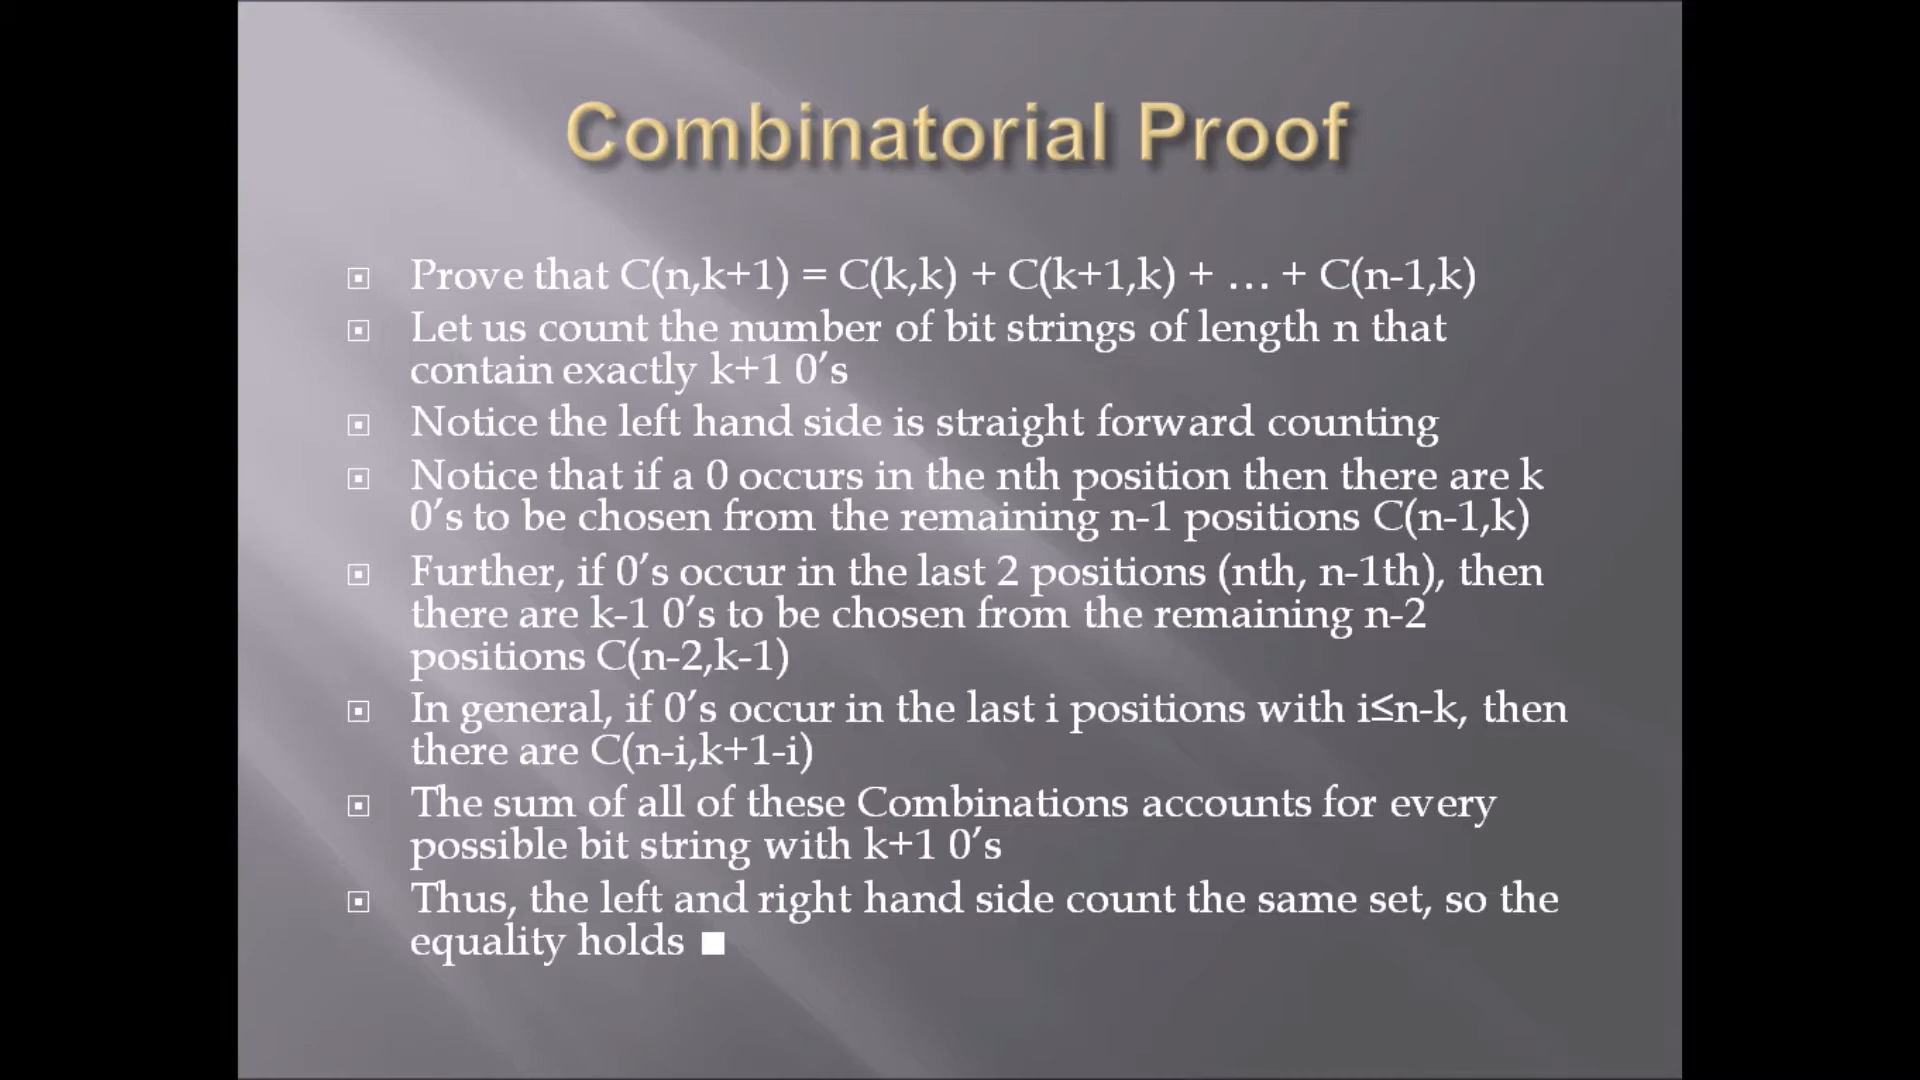 Combinatorial Proof
Prove that C(n,k+1) = C(k,k) + C(k+1,k) + … + C(n-1,k)
Let us count the number of bit strings of length n that
contain exactly k+1 0’s
Notice the left hand side is straight forward counting
Notice that if a 0 occurs in the nth position then there are k
0’s to be chosen from the remaining n-1 positions C(n-1,k)
Further, if 0’s occur in the last 2 positions (nth, n-1th), then
there are k-1 0’s to be chosen from the remaining n-2
positions C(n-2,k-1)
In general, if 0’s occur in the last i positions with i≤n-k, then
there are C(n-i,k+1-i)
The sum of all of these Combinations accounts for every
possible bit string with k+1 0’s
Thus, the left and right hand side count the same set, so the
equality holds ■